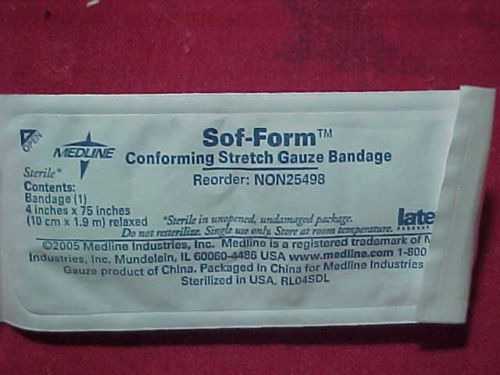 OPEN
MEDLINE
Sof-Form™
Conforming Stretch Gauze Bandage
Reorder: NON25498
Sterile*
Contents:
Bandage (1)
4 inches x 75 inches
(10 cm x 1.9 m) relaxed
*Sterile in unopened, undamaged package.
Do not resterilize. Single use only. Store at room temperature.
late
©2005 Medline Industries, Inc. Medline is a registered trademark of M
Industries, Inc. Mundelein, IL 60060-4486 USA www.medline.com 1-800
Gauze product of China. Packaged in China for Medline Industries
Sterilized in USA. RL04SDL